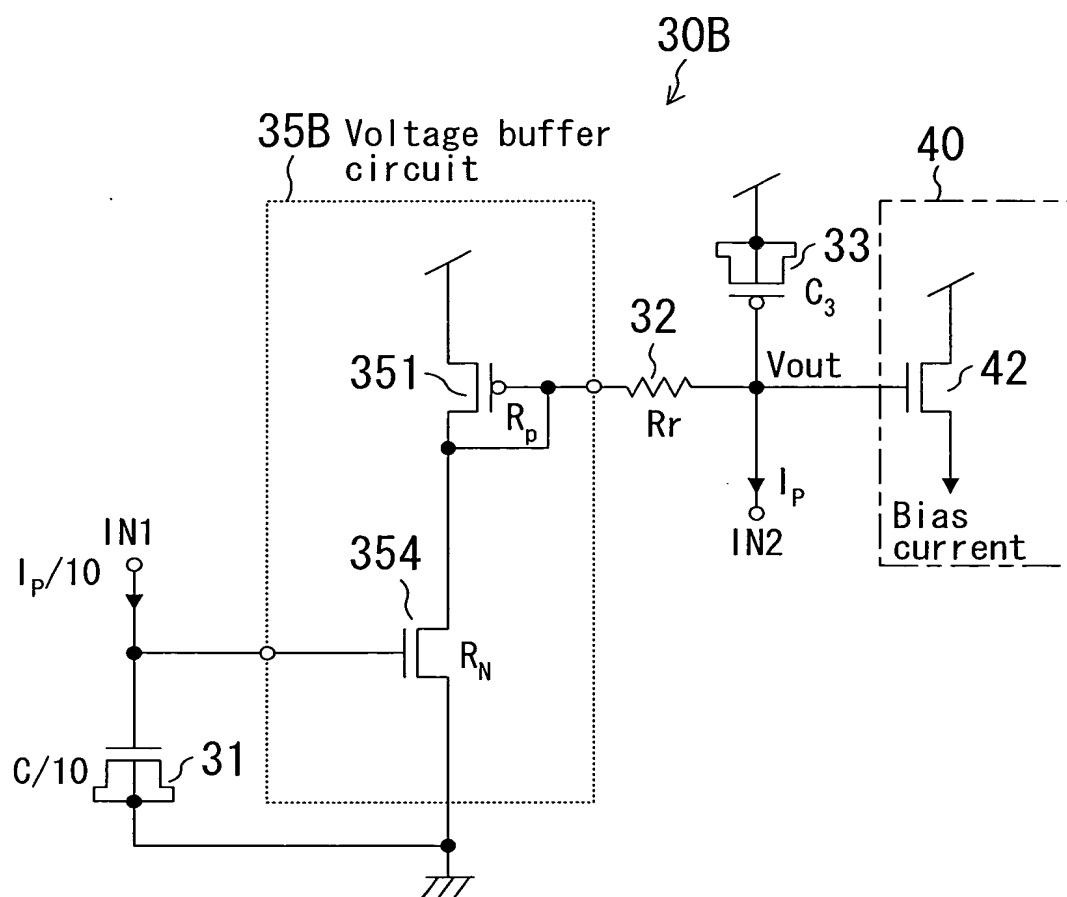 30B
35B Voltage buffer
circuit
40
33
C3
32
Vout
42
351
Rp
Rr
IP
IN2
Bias
current
IN1
IP/10
354
RN
C/10
31